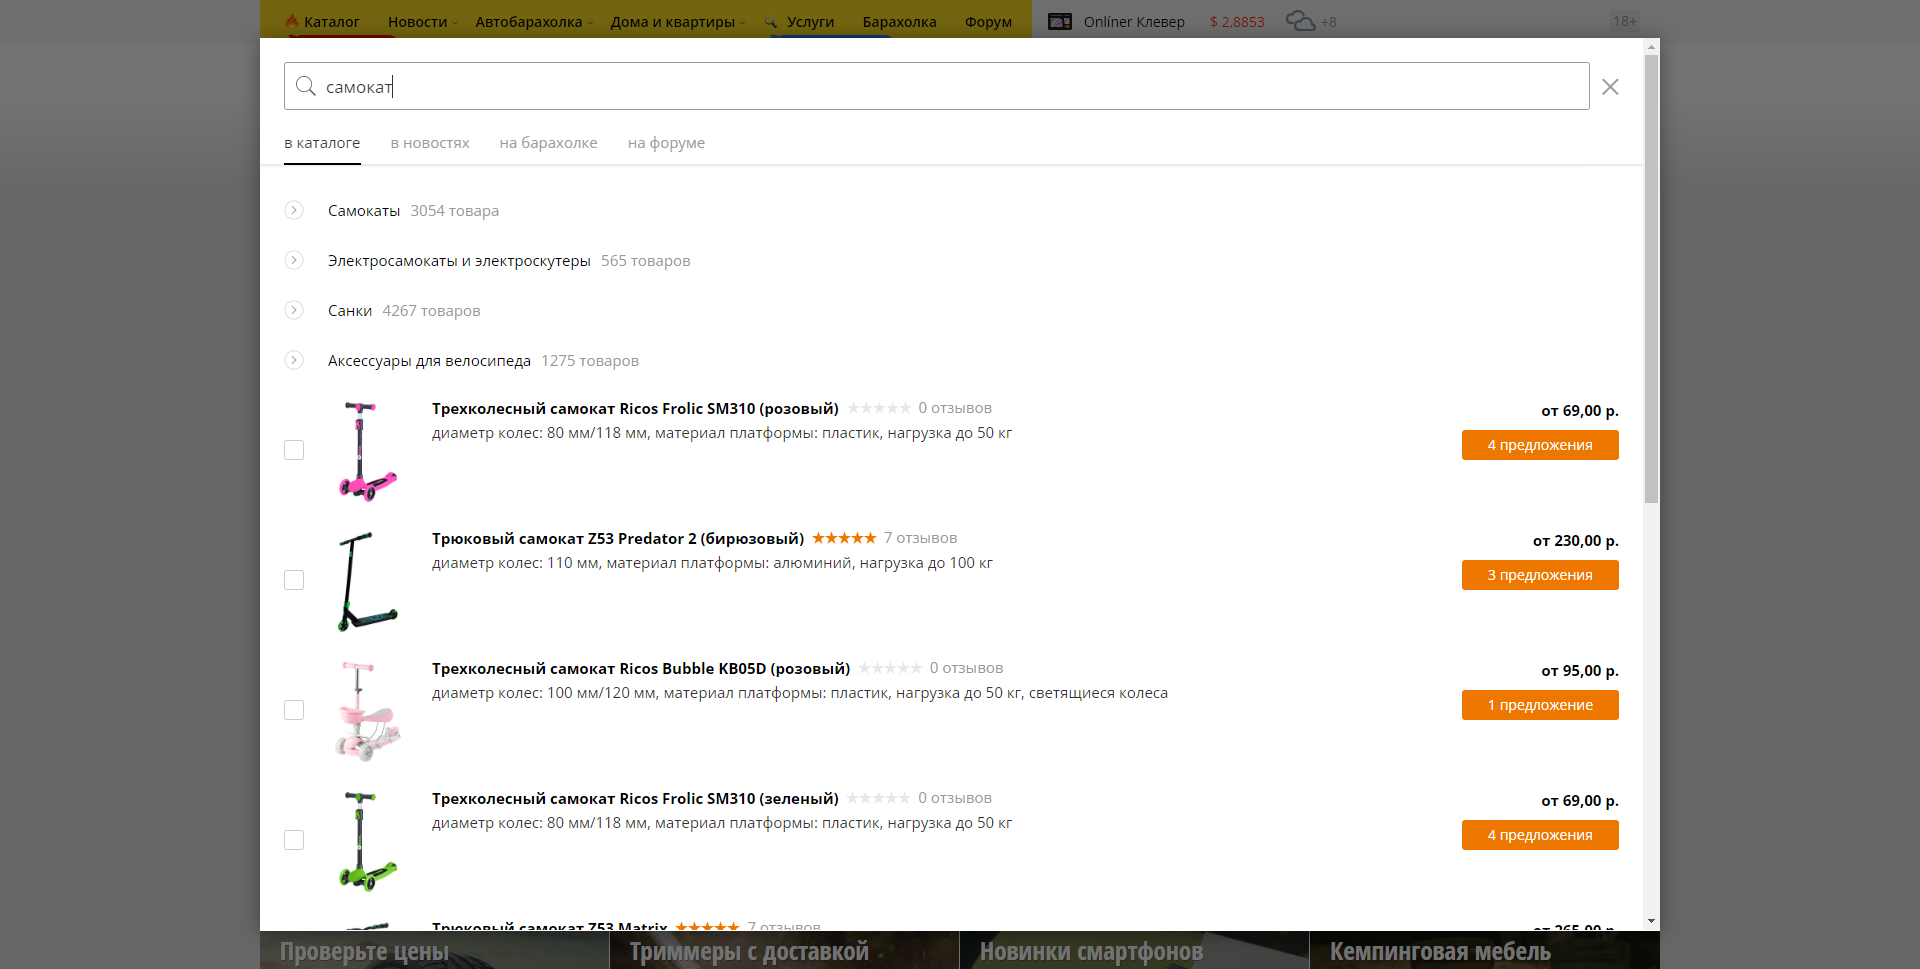 Каталог Новости Автобарахолка Дома и квартиры Услуги Барахолка Форум Onlíner Клевер $ 2,8853 +8 18+
самокат
в каталоге в новостях на барахолке на форуме
Самокаты 3054 товара
Электросамокаты и электроскутеры 565 товаров
Санки 4267 товаров
Аксессуары для велосипеда 1275 товаров
Трехколесный самокат Ricos Frolic SM310 (розовый) 0 отзывов от 69,00 р.
диаметр колес: 80 мм/118 мм, материал платформы: пластик, нагрузка до 50 кг 4 предложения
Трюковый самокат Z53 Predator 2 (бирюзовый) 7 отзывов от 230,00 р.
диаметр колес: 110 мм, материал платформы: алюминий, нагрузка до 100 кг 3 предложения
Трехколесный самокат Ricos Bubble KB05D (розовый) 0 отзывов от 95,00 р.
диаметр колес: 100 мм/120 мм, материал платформы: пластик, нагрузка до 50 кг, светящиеся колеса 1 предложение
Трехколесный самокат Ricos Frolic SM310 (зеленый) 0 отзывов от 69,00 р.
диаметр колес: 80 мм/118 мм, материал платформы: пластик, нагрузка до 50 кг 4 предложения
Трюковый самокат Z53 Matrix 7 отзывов от 265,00 р.
Проверьте цены Триммеры с доставкой Новинки смартфонов Кемпинговая мебель